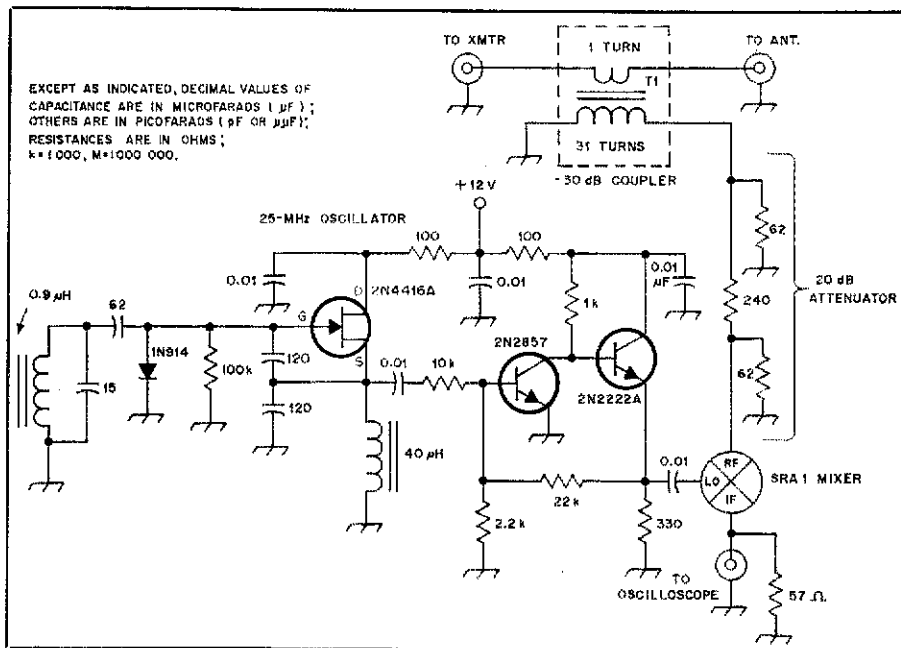 TO XMTR
1 TURN
TO ANT.
T1
31 TURNS
-30 dB COUPLER
EXCEPT AS INDICATED, DECIMAL VALUES OF
CAPACITANCE ARE IN MICROFARADS ( µF ) ;
OTHERS ARE IN PICOFARADS ( pF OR µµF);
RESISTANCES ARE IN OHMS ;
k=1000, M=1000 000.
+12V
25-MHz OSCILLATOR
100
100
62
0.01
D
2N4416A
0.01
0.01
µF
240
20 dB
ATTENUATOR
0.9 µH
62
G
1k
1N914
100k
120
S
0.01
10k
2N2857
2N2222A
62
15
120
40 µH
22k
0.01
RF
LO
IF
SRA 1 MIXER
2.2k
330
TO
OSCILLOSCOPE
57 Ω.